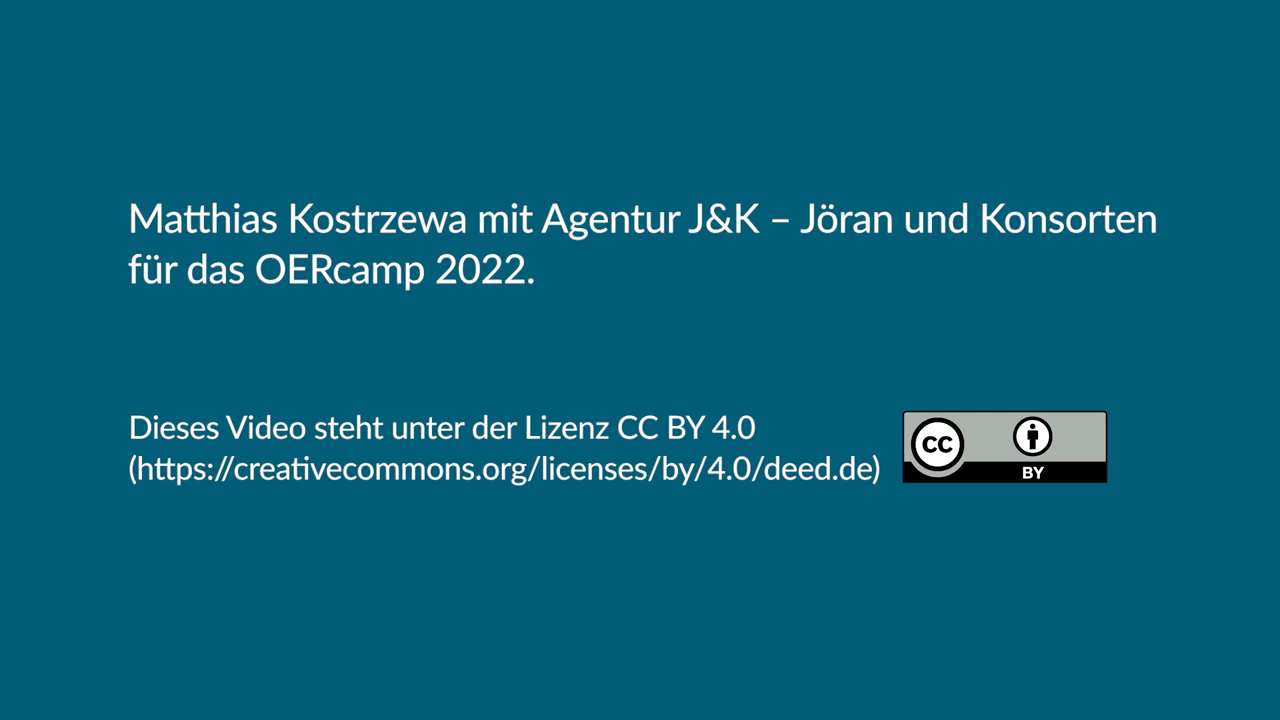 Matthias Kostrzewa mit Agentur J&K – Jöran und Konsorten
für das OERcamp 2022.
Dieses Video steht unter der Lizenz CC BY 4.0
(https://creativecommons.org/licenses/by/4.0/deed.de)
CC
BY